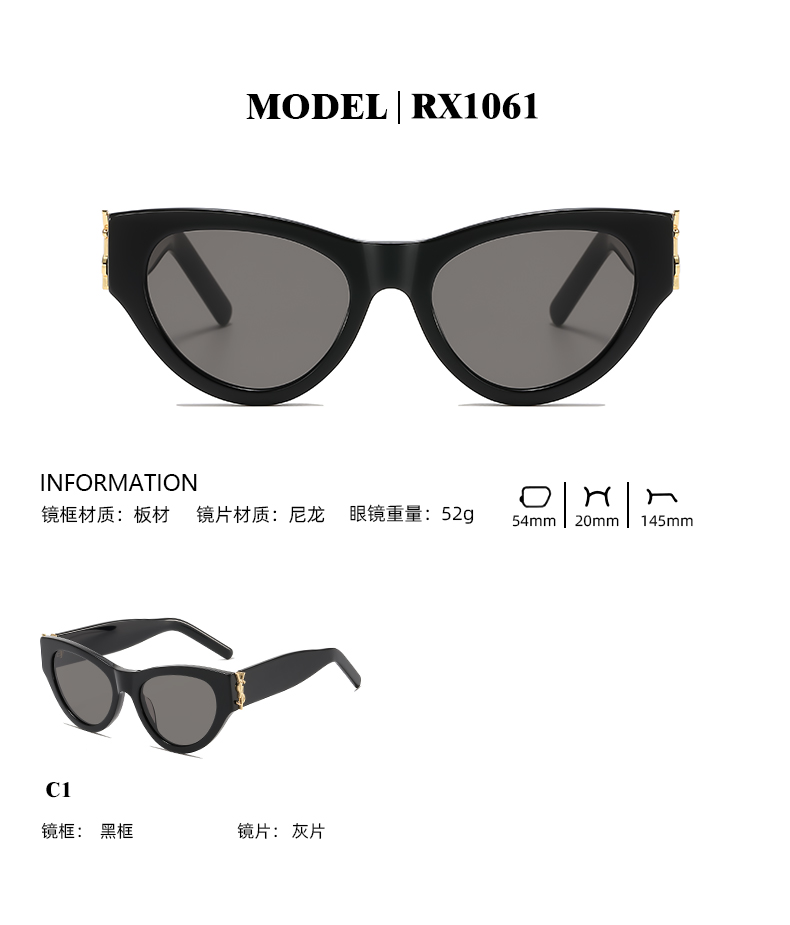 MODEL | RX1061
INFORMATION
镜框材质：板材 镜片材质：尼龙 眼镜重量：52g
54mm 20mm 145mm
C1
镜框： 黑框 镜片： 灰片